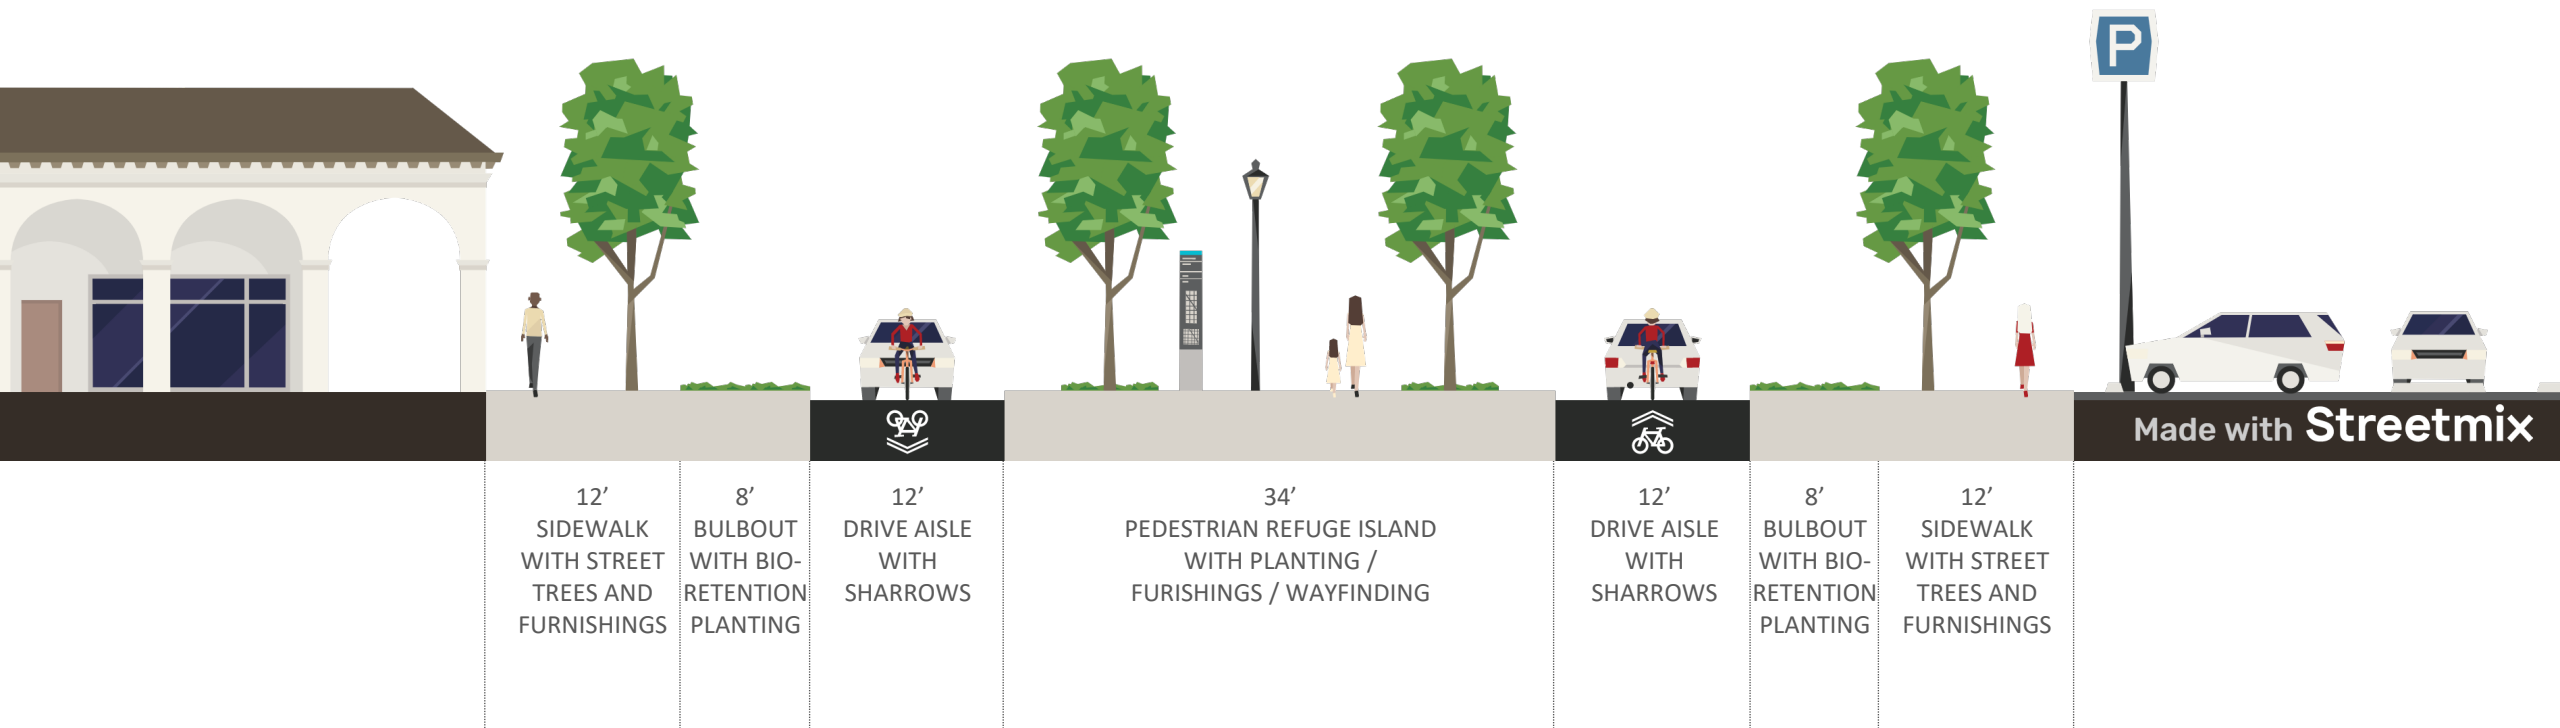 P
Made with Streetmix
12’
SIDEWALK
WITH STREET
TREES AND
FURNISHINGS
8’
BULBOUT
WITH BIO-
RETENTION
PLANTING
12’
DRIVE AISLE
WITH
SHARROWS
34’
PEDESTRIAN REFUGE ISLAND
WITH PLANTING /
FURISHINGS / WAYFINDING
12’
DRIVE AISLE
WITH
SHARROWS
8’
BULBOUT
WITH BIO-
RETENTION
PLANTING
12’
SIDEWALK
WITH STREET
TREES AND
FURNISHINGS